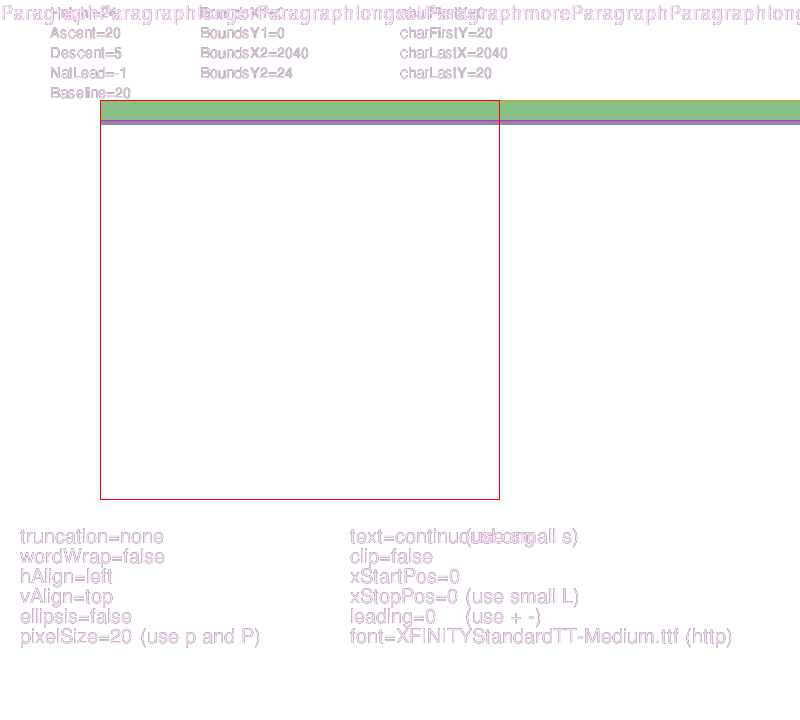 ParagraphParagraphlongerParagraphlongestParagraphmoreParagraphParagraphlong
Height=24 BoundsX1=0 charFirstX=0
Ascent=20 BoundsY1=0 charFirstY=20
Descent=5 BoundsX2=2040 charLastX=2040
NatLead=-1 BoundsY2=24 charLastY=20
Baseline=20
truncation=none text=continuousLong (use small s)
wordWrap=false clip=false
hAlign=left xStartPos=0
vAlign=top xStopPos=0 (use small L)
ellipsis=false leading=0 (use + -)
pixelSize=20 (use p and P) font=XFINITYStandardTT-Medium.ttf (http)